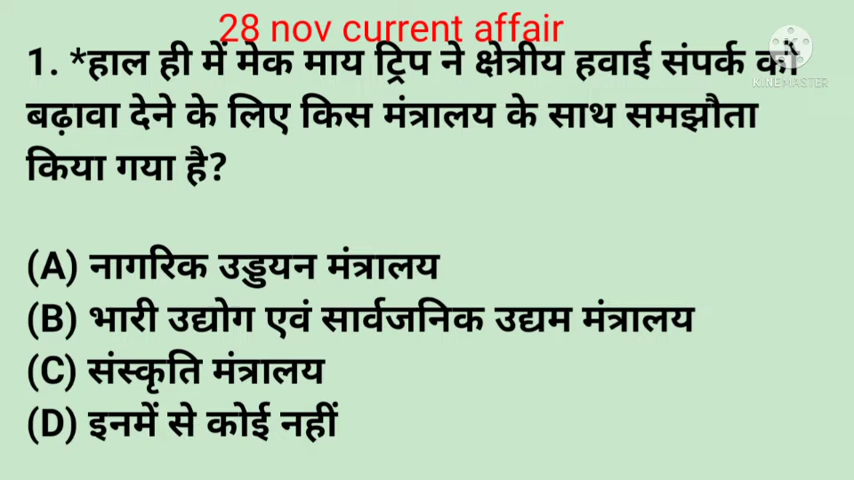 28 nov current affair
1. *हाल ही में मेक माय ट्रिप ने क्षेत्रीय हवाई संपर्क को
KINEMASTER
बढ़ावा देने के लिए किस मंत्रालय के साथ समझौता
किया गया है?
(A) नागरिक उड्डयन मंत्रालय
(B) भारी उद्योग एवं सार्वजनिक उद्यम मंत्रालय
(C) संस्कृति मंत्रालय
(D) इनमें से कोई नहीं